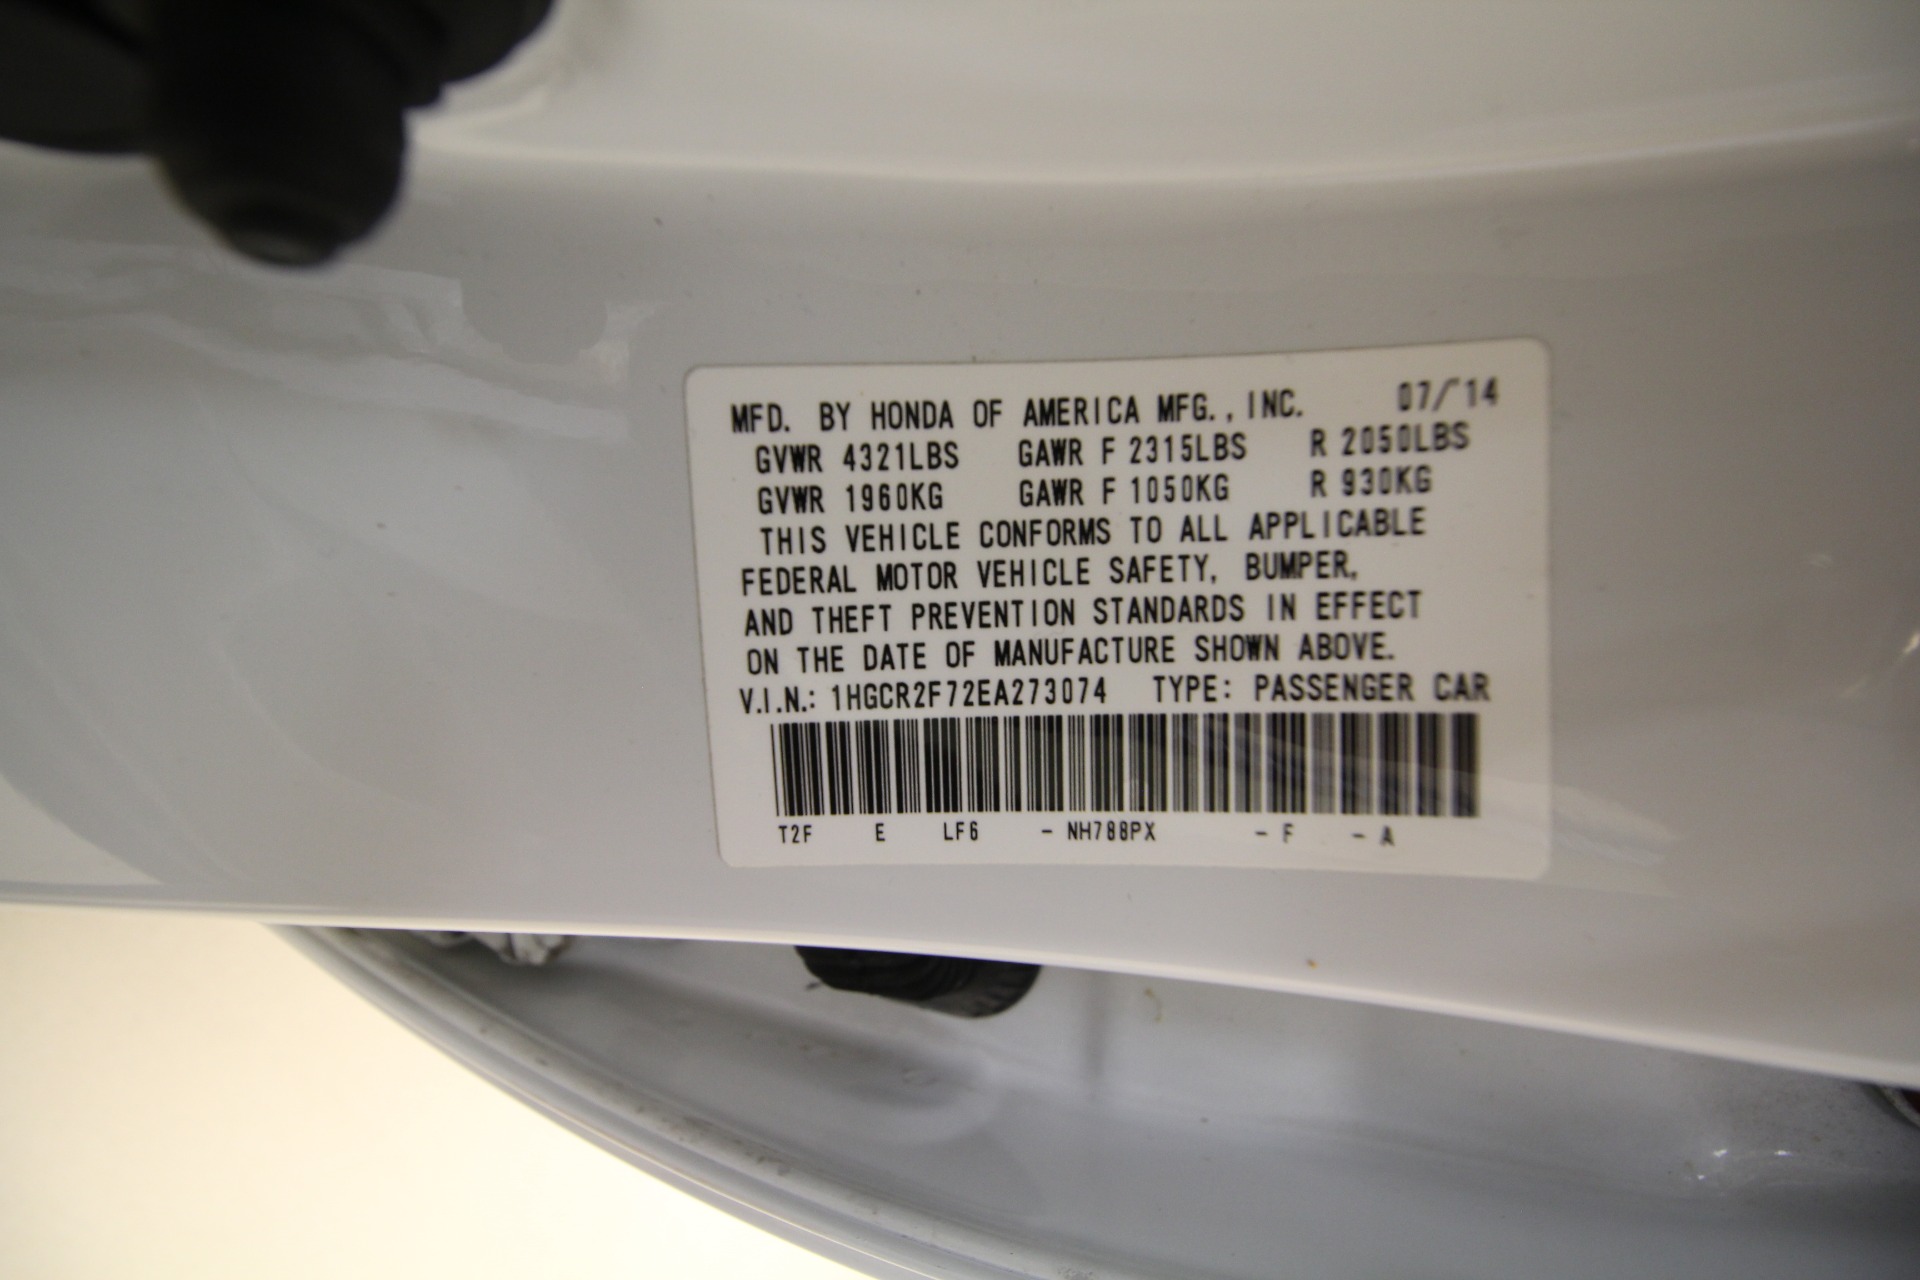 MFD. BY HONDA OF AMERICA MFG., INC. 07/'14
GVWR 4321LBS GAWR F 2315LBS R 2050LBS
GVWR 1960KG GAWR F 1050KG R 930KG
THIS VEHICLE CONFORMS TO ALL APPLICABLE
FEDERAL MOTOR VEHICLE SAFETY, BUMPER,
AND THEFT PREVENTION STANDARDS IN EFFECT
ON THE DATE OF MANUFACTURE SHOWN ABOVE.
V.I.N.: 1HGCR2F72EA273074 TYPE: PASSENGER CAR
T2F E LF6 - NH788PX - F - A